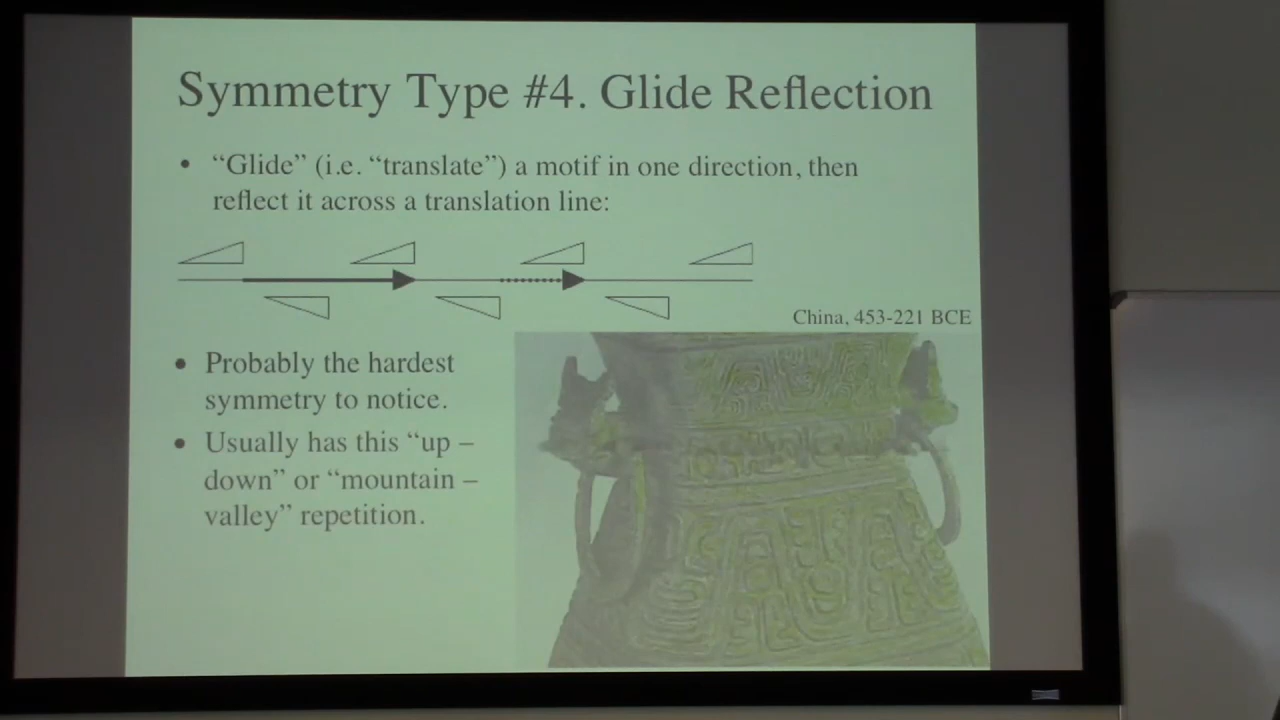 Symmetry Type #4. Glide Reflection
• “Glide” (i.e. “translate”) a motif in one direction, then
reflect it across a translation line:
China, 453-221 BCE
• Probably the hardest
symmetry to notice.
• Usually has this “up –
down” or “mountain –
valley” repetition.